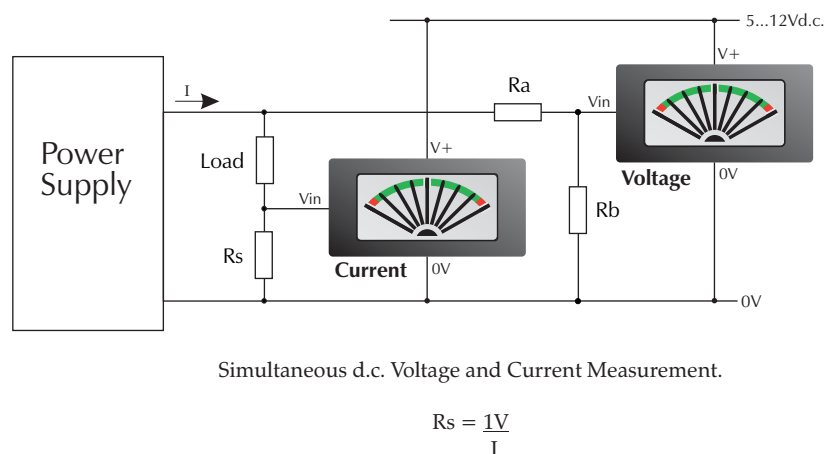 5...12Vd.c.
V+
I
Ra
Vin
Power
Supply
Load
V+
Voltage
0V
Vin
Rb
Rs
Current
0V
0V
Simultaneous d.c. Voltage and Current Measurement.
Rs = 1V
I